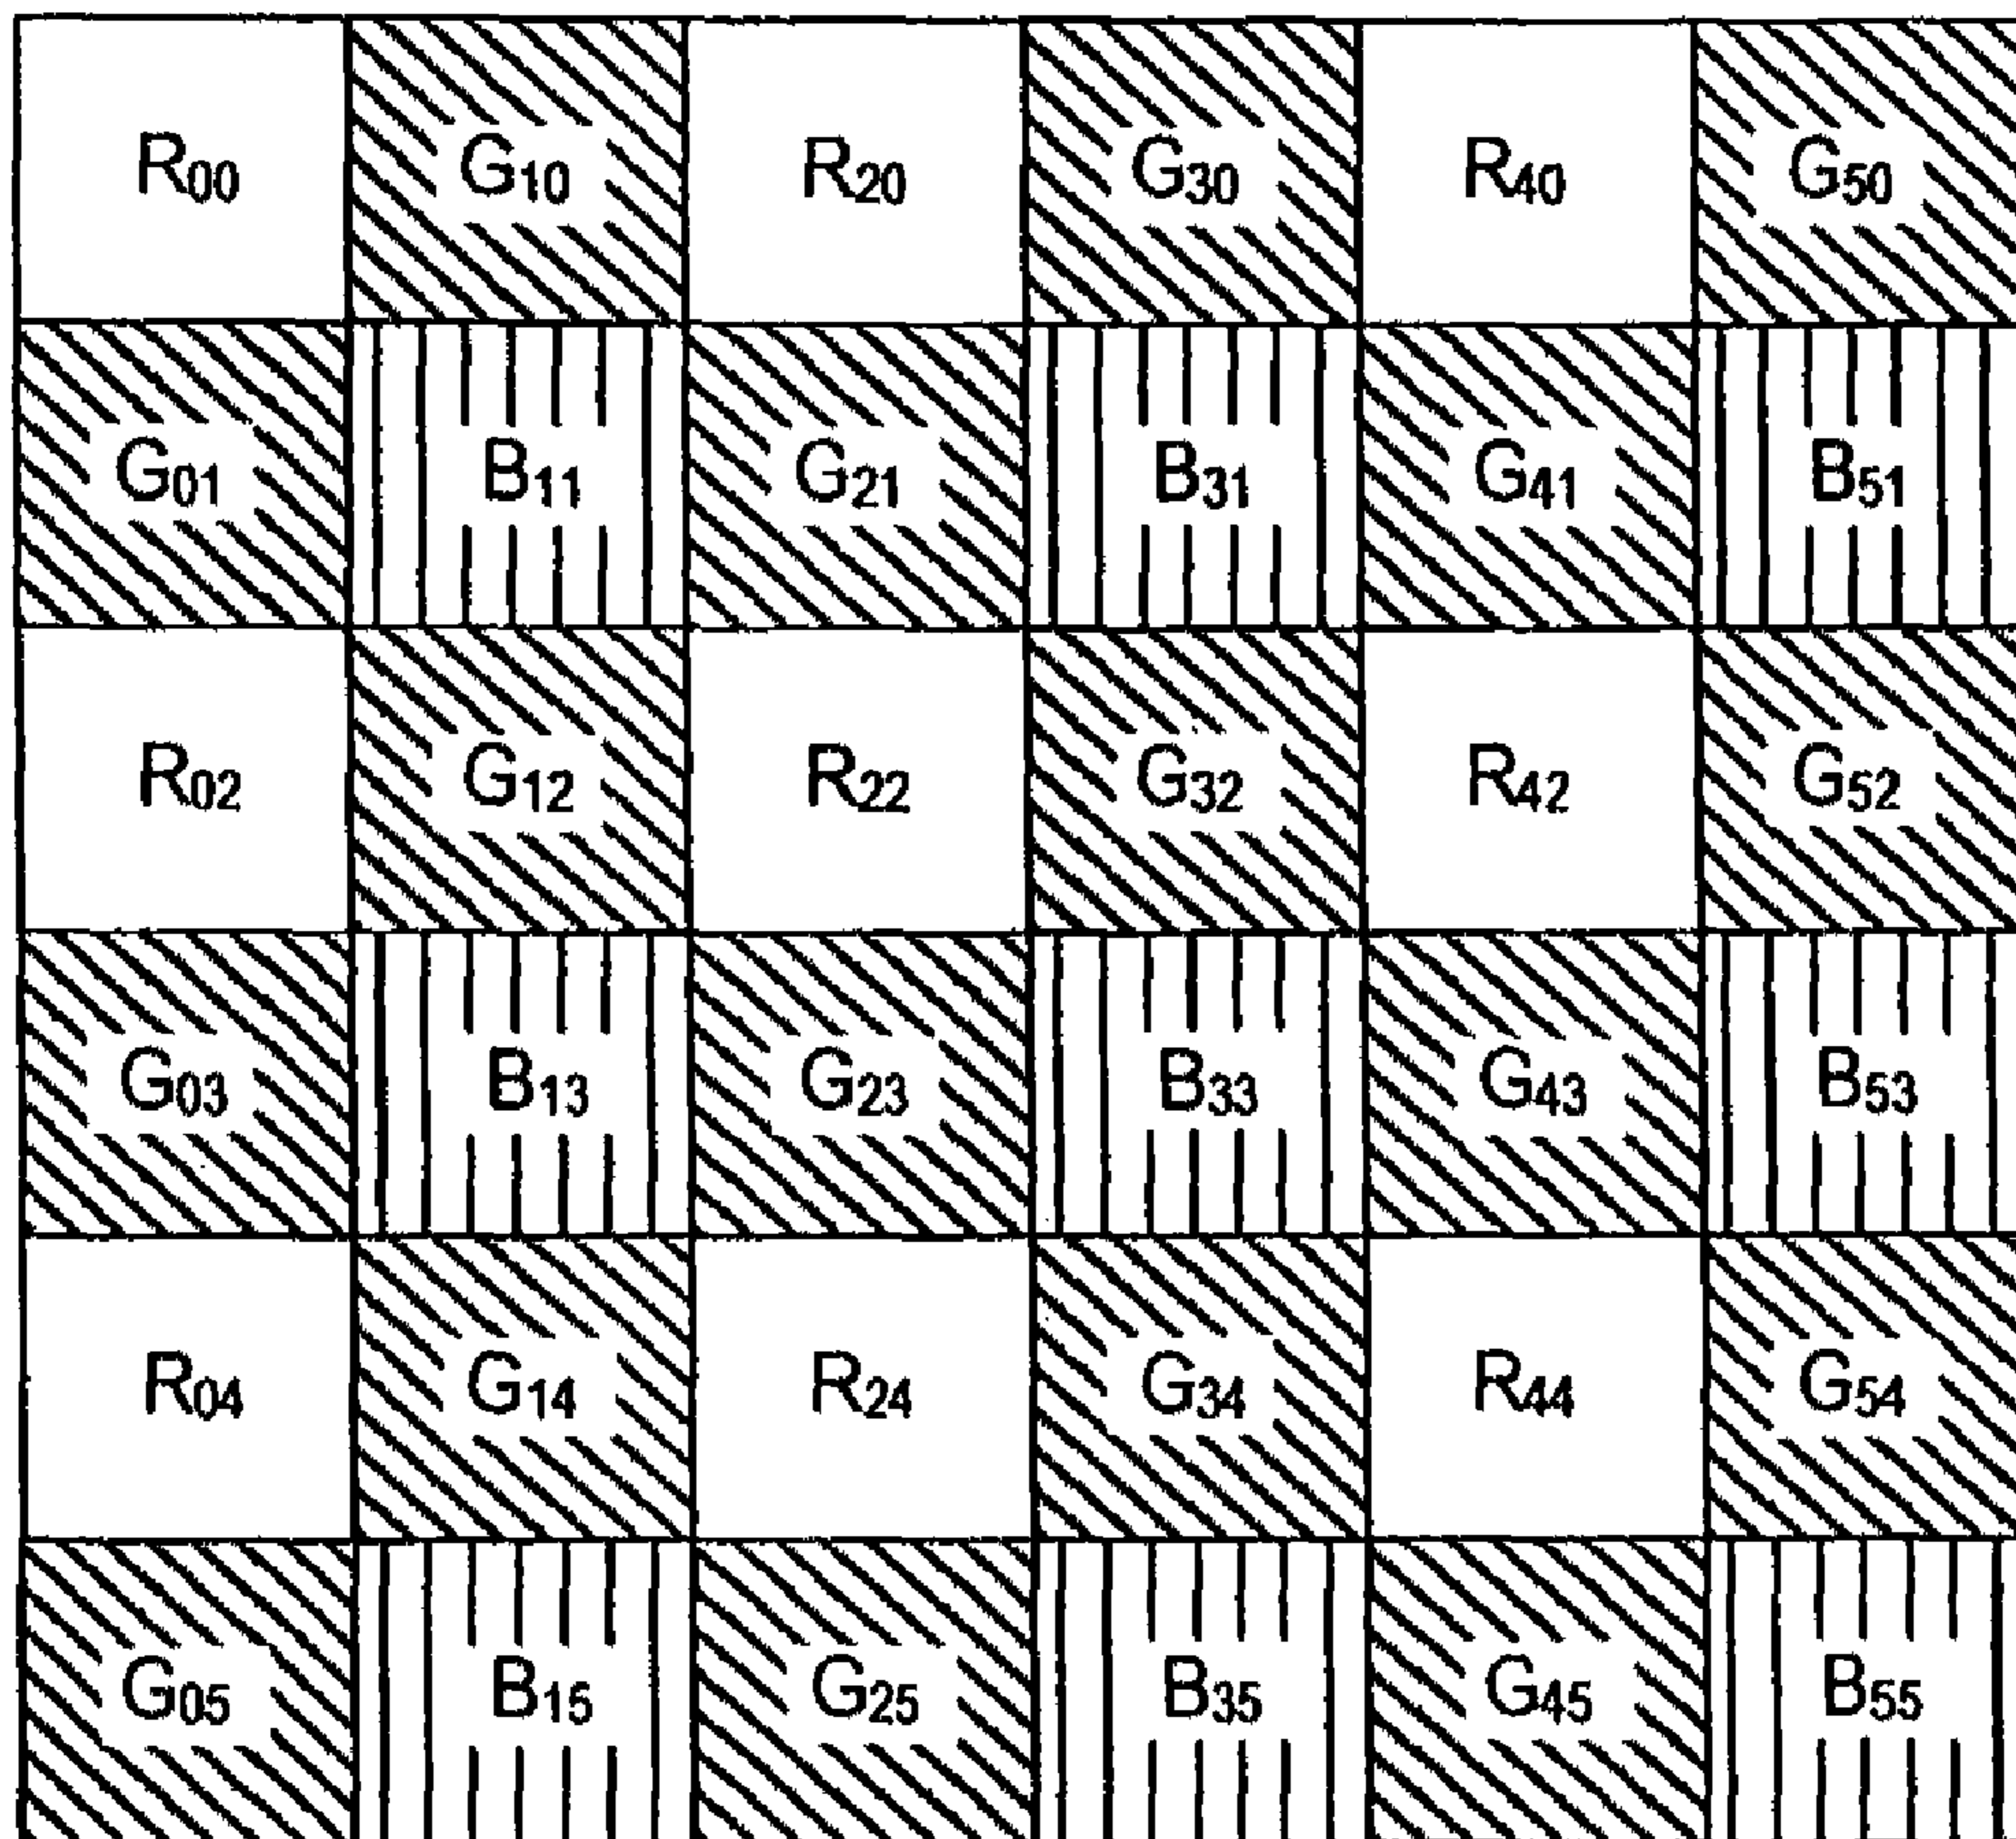 R00 G10 R20 G30 R40 G50
G01 B11 G21 B31 G41 B51
R02 G12 R22 G32 R42 G52
G03 B13 G23 B33 G43 B53
R04 G14 R24 G34 R44 G54
G05 B15 G25 B35 G45 B55